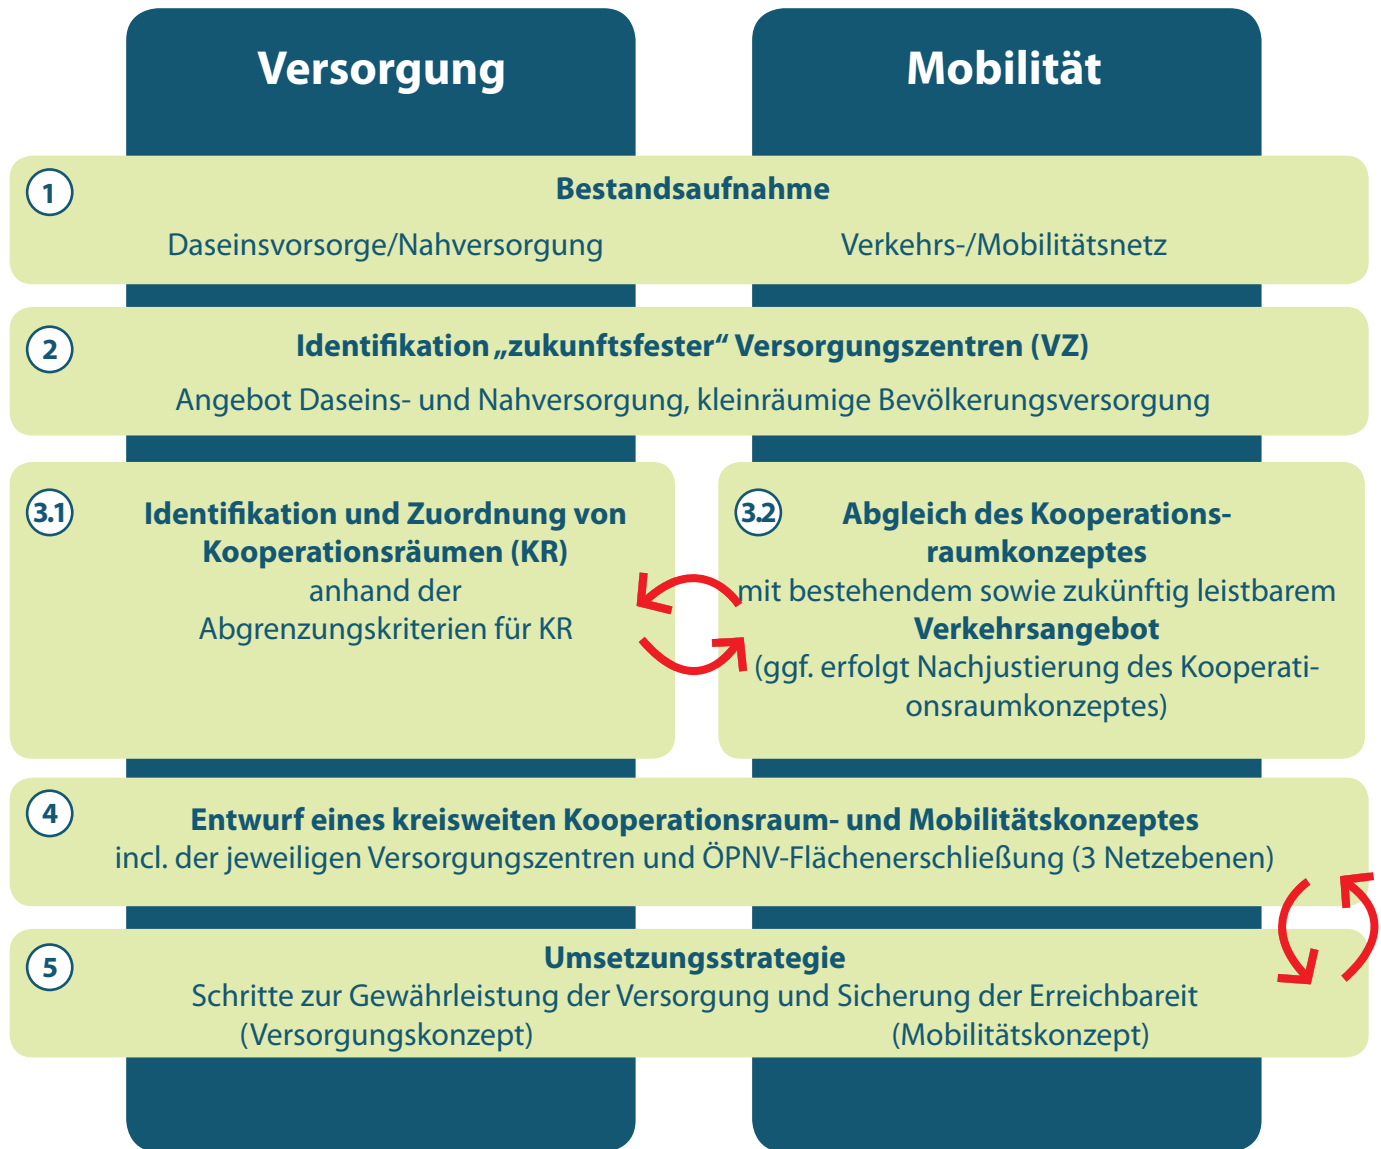 Versorgung
Mobilität
1
Bestandsaufnahme
Daseinsvorsorge/Nahversorgung
Verkehrs-/Mobilitätsnetz
2
Identifikation „zukunftsfester“ Versorgungszentren (VZ)
Angebot Daseins- und Nahversorgung, kleinräumige Bevölkerungsversorgung
3.1
Identifikation und Zuordnung von
Kooperationsräumen (KR)
anhand der
Abgrenzungskriterien für KR
3.2
Abgleich des Kooperations-
raumkonzeptes
mit bestehendem sowie zukünftig leistbarem
Verkehrsangebot
(ggf. erfolgt Nachjustierung des Kooperati-
onsraumkonzeptes)
4
Entwurf eines kreisweiten Kooperationsraum- und Mobilitätskonzeptes
incl. der jeweiligen Versorgungszentren und ÖPNV-Flächenerschließung (3 Netzebenen)
5
Umsetzungsstrategie
Schritte zur Gewährleistung der Versorgung und Sicherung der Erreichbareit
(Versorgungskonzept)
(Mobilitätskonzept)